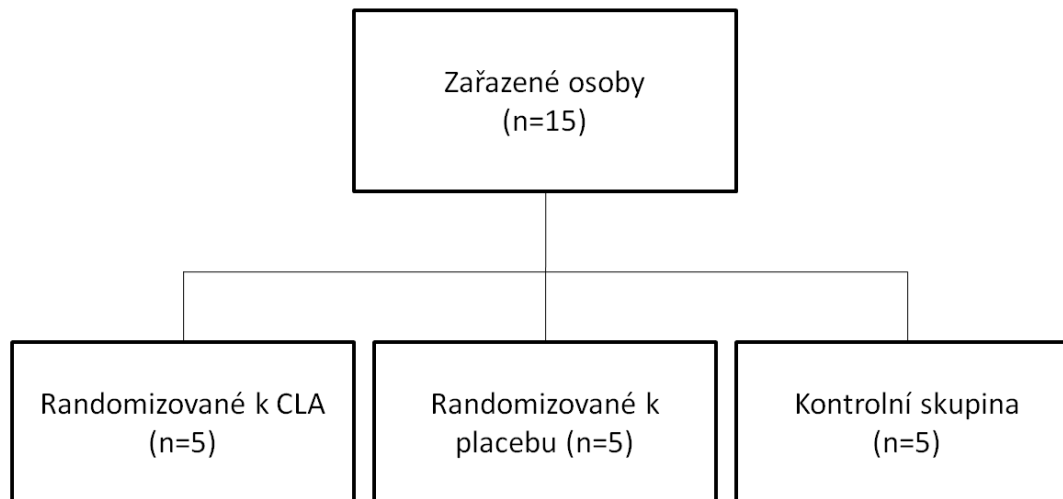 Zařazené osoby
(n=15)
Randomizované k CLA
(n=5)
Randomizované k
placebu (n=5)
Kontrolní skupina
(n=5)